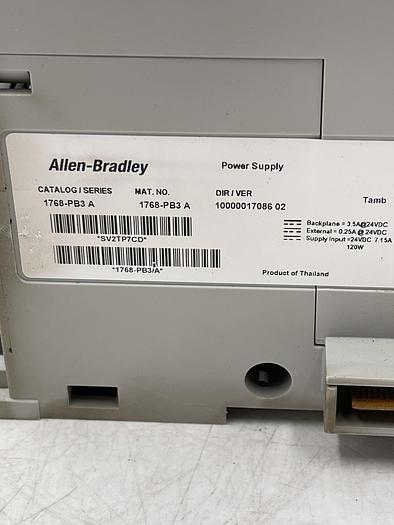 Allen-Bradley
Power Supply
CATALOG / SERIES MAT. NO. DIR / VER Tamb
1768-PB3 A 1768-PB3 A 10000017086 02
Backplane = 3.5A@24VDC
External = 0.25A @ 24VDC
Supply Input =24VDC 7.15A
120W
*SV2TP7CD*
*1768-PB3/A*
Product of Thailand